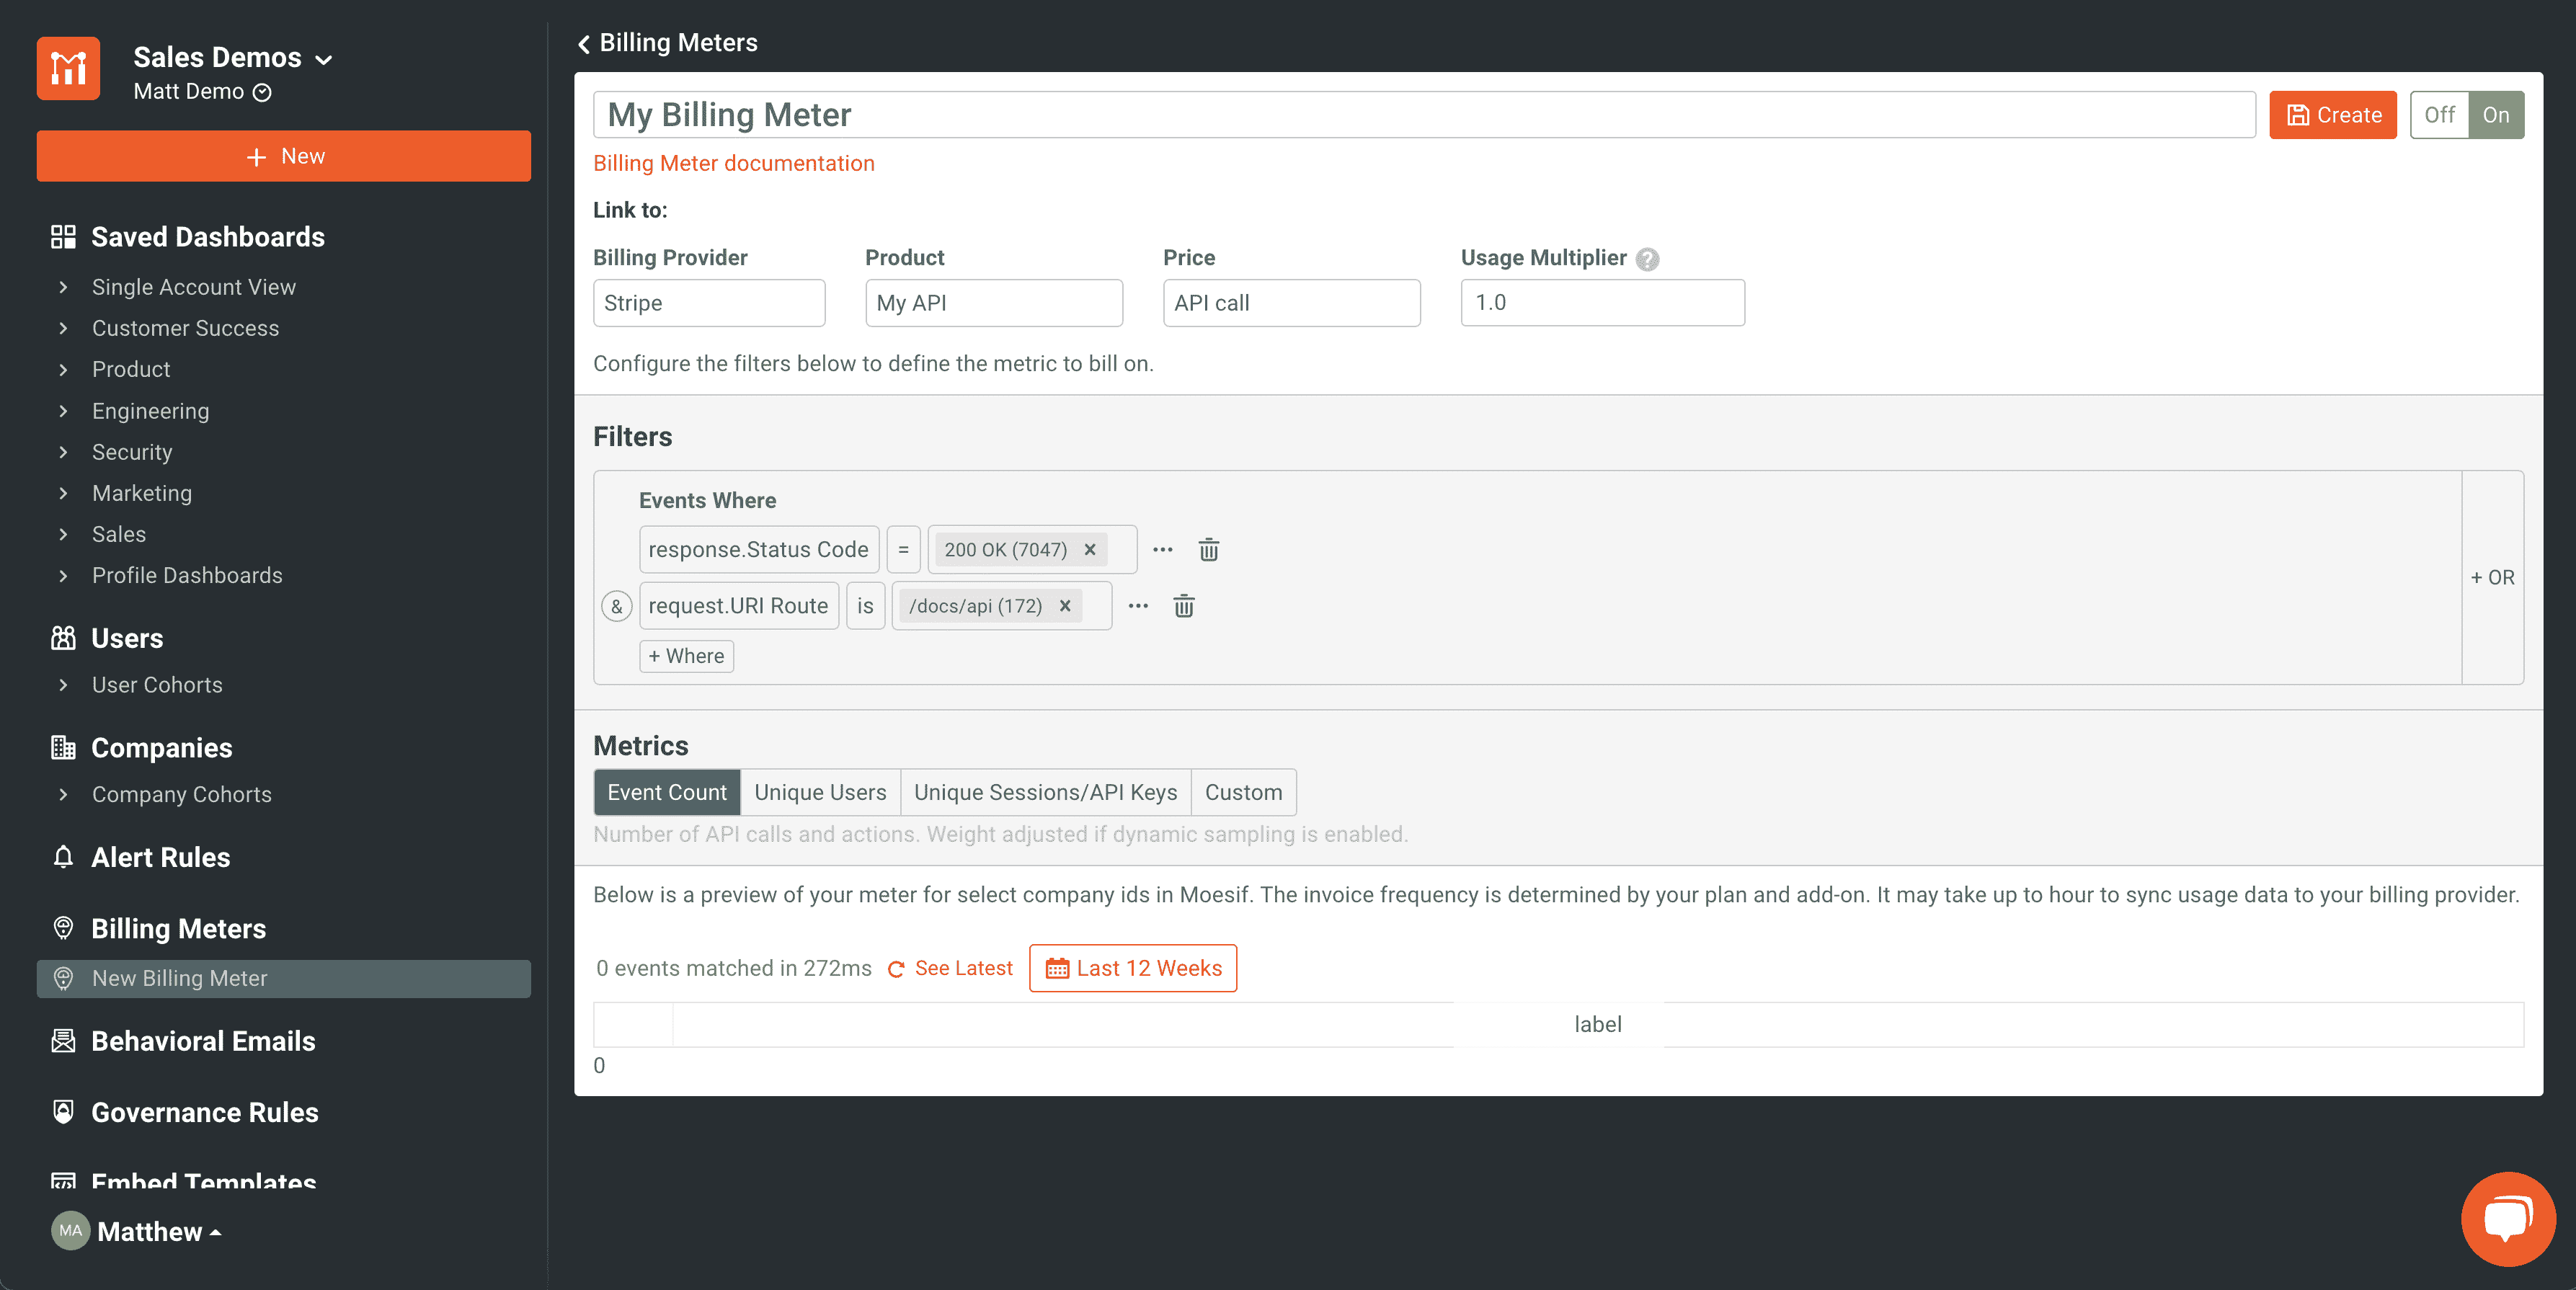 Sales Demos
Matt Demo
+ New
Saved Dashboards
Single Account View
Customer Success
Product
Engineering
Security
Marketing
Sales
Profile Dashboards
Users
User Cohorts
Companies
Company Cohorts
Alert Rules
Billing Meters
New Billing Meter
Behavioral Emails
Governance Rules
Embed Templates
MA Matthew
Billing Meters
My Billing Meter
Create Off On
Billing Meter documentation
Link to:
Billing Provider Product Price Usage Multiplier ?
Stripe My API API call 1.0
Configure the filters below to define the metric to bill on.
Filters
Events Where
response.Status Code = 200 OK (7047) × ...
& request.URI Route is /docs/api (172) × ...
+ OR
+ Where
Metrics
Event Count Unique Users Unique Sessions/API Keys Custom
Number of API calls and actions. Weight adjusted if dynamic sampling is enabled.
Below is a preview of your meter for select company ids in Moesif. The invoice frequency is determined by your plan and add-on. It may take up to hour to sync usage data to your billing provider.
0 events matched in 272ms See Latest Last 12 Weeks
label
0